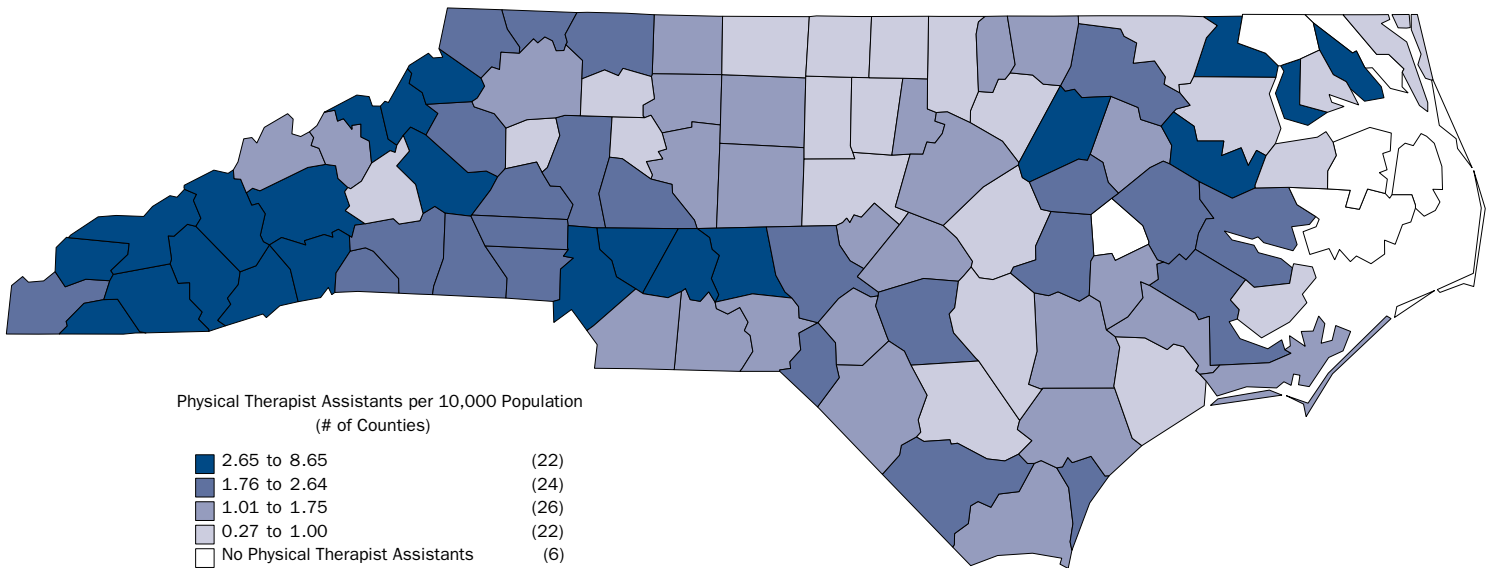 Physical Therapist Assistants per 10,000 Population
(# of Counties)
2.65 to 8.65 (22)
1.76 to 2.64 (24)
1.01 to 1.75 (26)
0.27 to 1.00 (22)
No Physical Therapist Assistants (6)